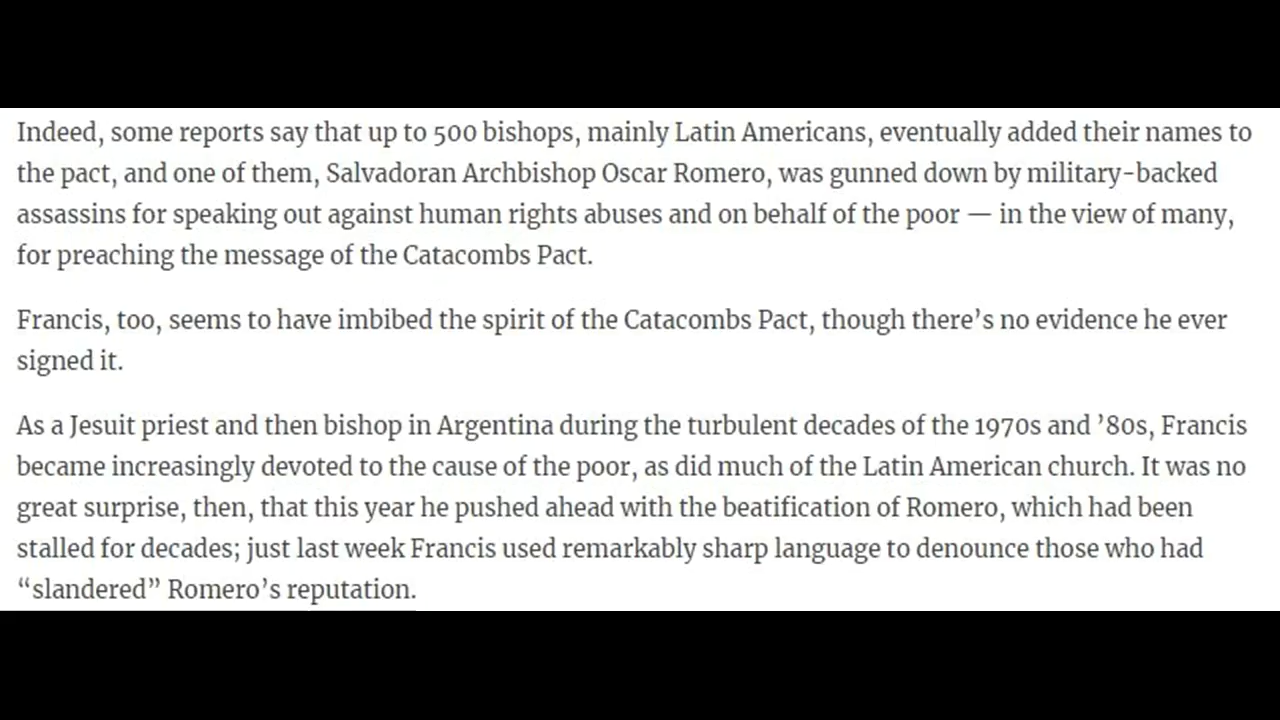 Indeed, some reports say that up to 500 bishops, mainly Latin Americans, eventually added their names to
the pact, and one of them, Salvadoran Archbishop Oscar Romero, was gunned down by military-backed
assassins for speaking out against human rights abuses and on behalf of the poor — in the view of many,
for preaching the message of the Catacombs Pact.
Francis, too, seems to have imbibed the spirit of the Catacombs Pact, though there’s no evidence he ever
signed it.
As a Jesuit priest and then bishop in Argentina during the turbulent decades of the 1970s and ’80s, Francis
became increasingly devoted to the cause of the poor, as did much of the Latin American church. It was no
great surprise, then, that this year he pushed ahead with the beatification of Romero, which had been
stalled for decades; just last week Francis used remarkably sharp language to denounce those who had
“slandered” Romero’s reputation.